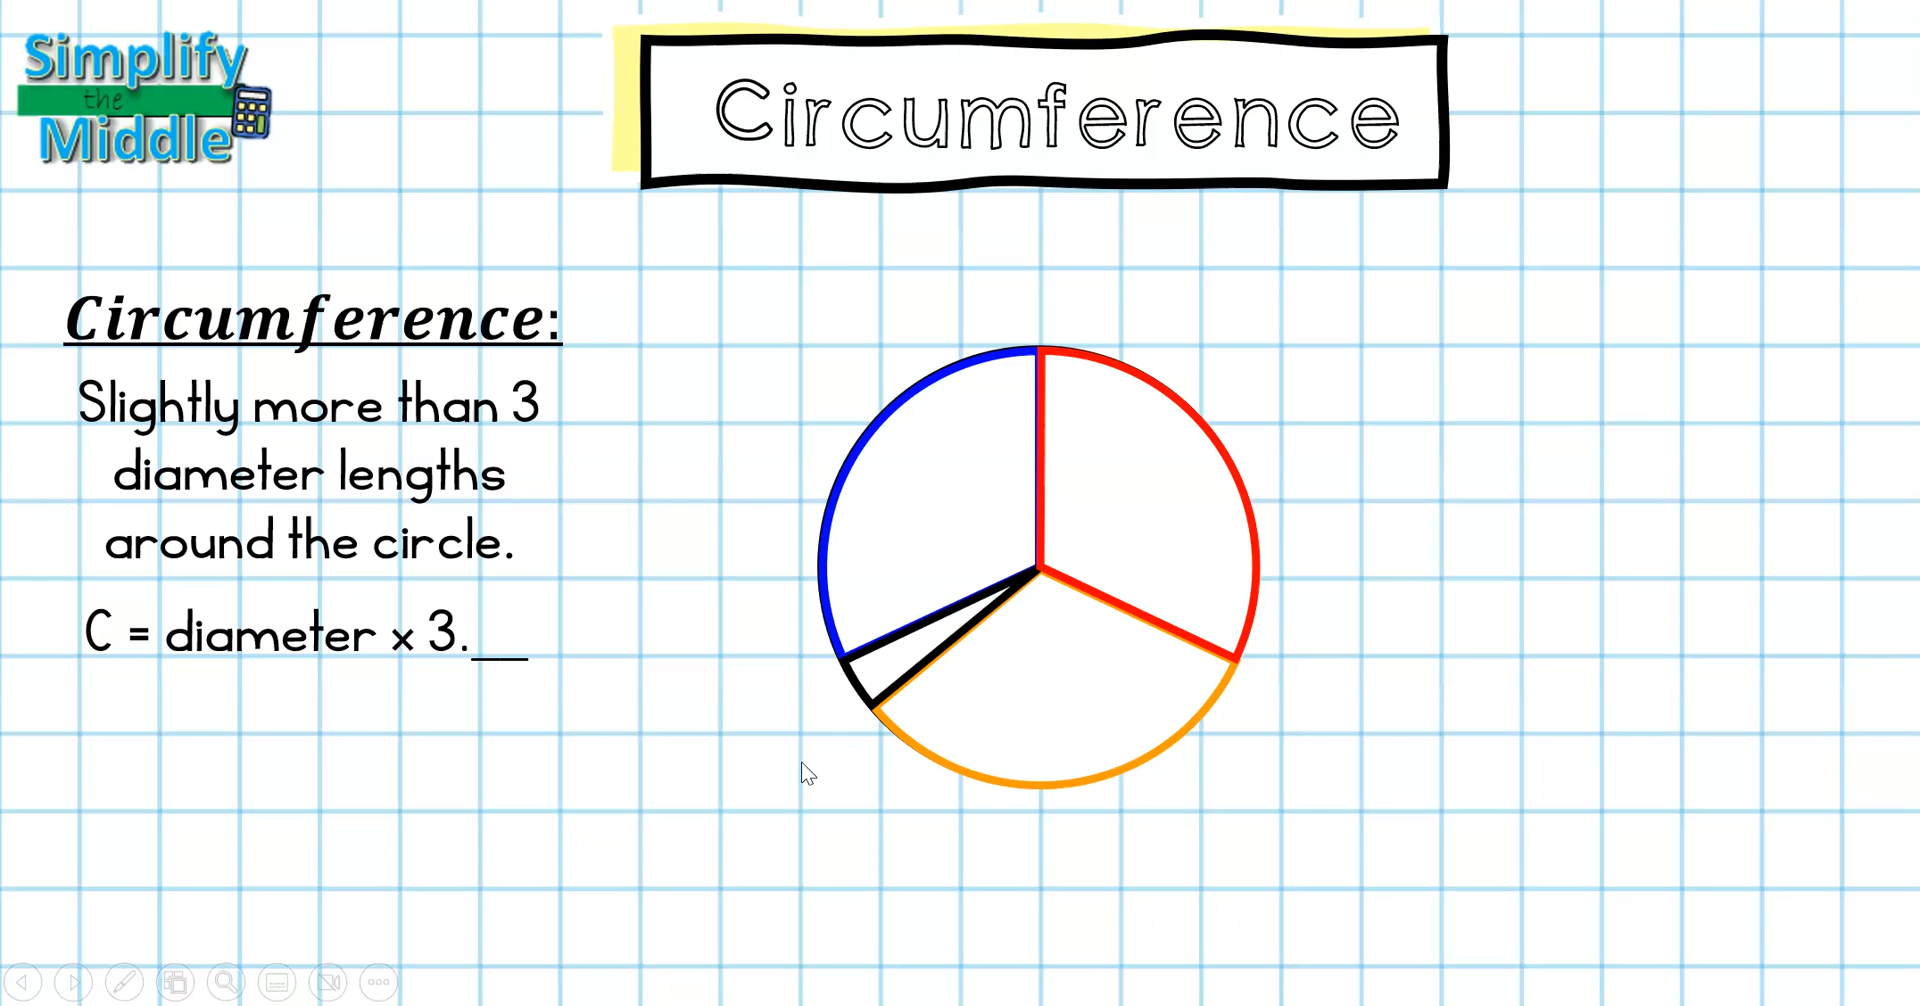 Simplify
the
Middle
Circumference
Circumference:
Slightly more than 3
diameter lengths
around the circle.
C = diameter x 3.__